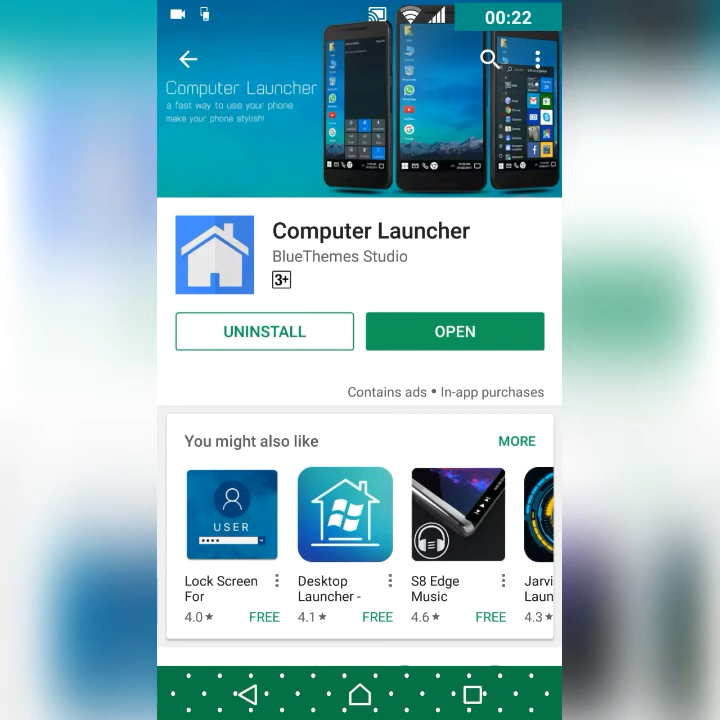 00:22
Computer Launcher
a fast way to use your phone.
make your phone stylish!
Computer Launcher
BlueThemes Studio
3+
UNINSTALL
OPEN
Contains ads • In-app purchases
You might also like
MORE
USER
Lock Screen For
4.0★ FREE
Desktop Launcher -
4.1★ FREE
S8 Edge Music
4.6★ FREE
Jarvi
Laun
4.3★